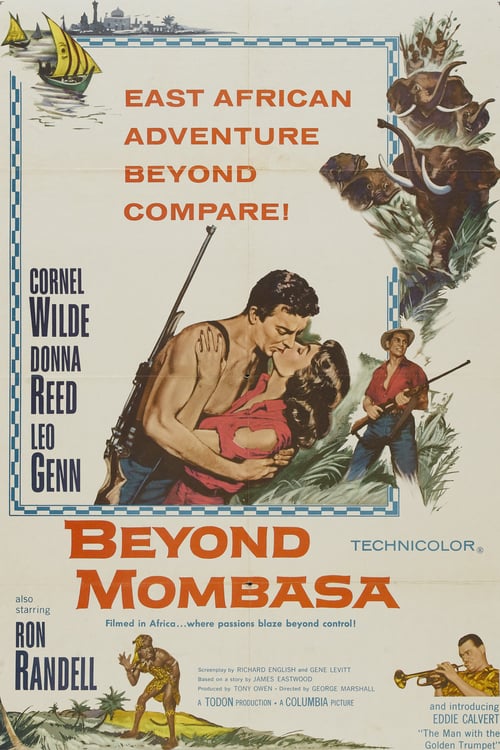 EAST AFRICAN
ADVENTURE
BEYOND
COMPARE!
CORNEL
WILDE
DONNA
REED
LEO
GENN
BEYOND
MOMBASA
TECHNICOLOR®
Filmed in Africa...where passions blaze beyond control!
also
starring
RON
RANDELL
Screenplay by RICHARD ENGLISH and GENE LEVITT
Based on a story by JAMES EASTWOOD
Produced by TONY OWEN • Directed by GEORGE MARSHALL
A TODON PRODUCTION • A COLUMBIA PICTURE
and introducing
EDDIE CALVERT
"The Man with the
Golden Trumpet"